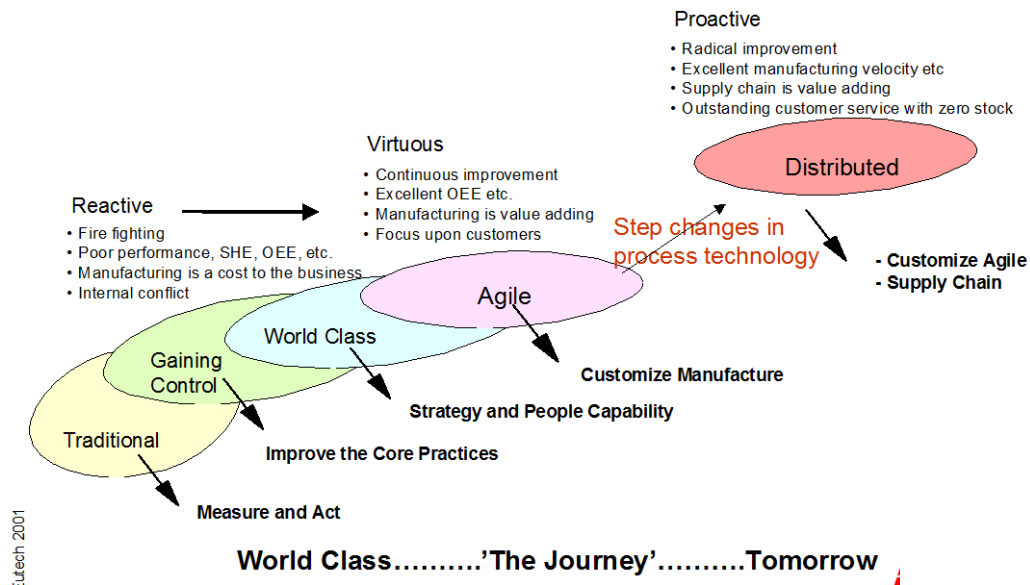 Proactive
• Radical improvement
• Excellent manufacturing velocity etc
• Supply chain is value adding
• Outstanding customer service with zero stock
Distributed
Virtuous
• Continuous improvement
• Excellent OEE etc.
• Manufacturing is value adding
• Focus upon customers
Reactive
• Fire fighting
• Poor performance, SHE, OEE, etc.
• Manufacturing is a cost to the business
• Internal conflict
Step changes in
process technology
- Customize Agile
- Supply Chain
Agile
World Class
Gaining
Control
Traditional
Customize Manufacture
Strategy and People Capability
Improve the Core Practices
Measure and Act
World Class..........’The Journey’..........Tomorrow
Eutech 2001